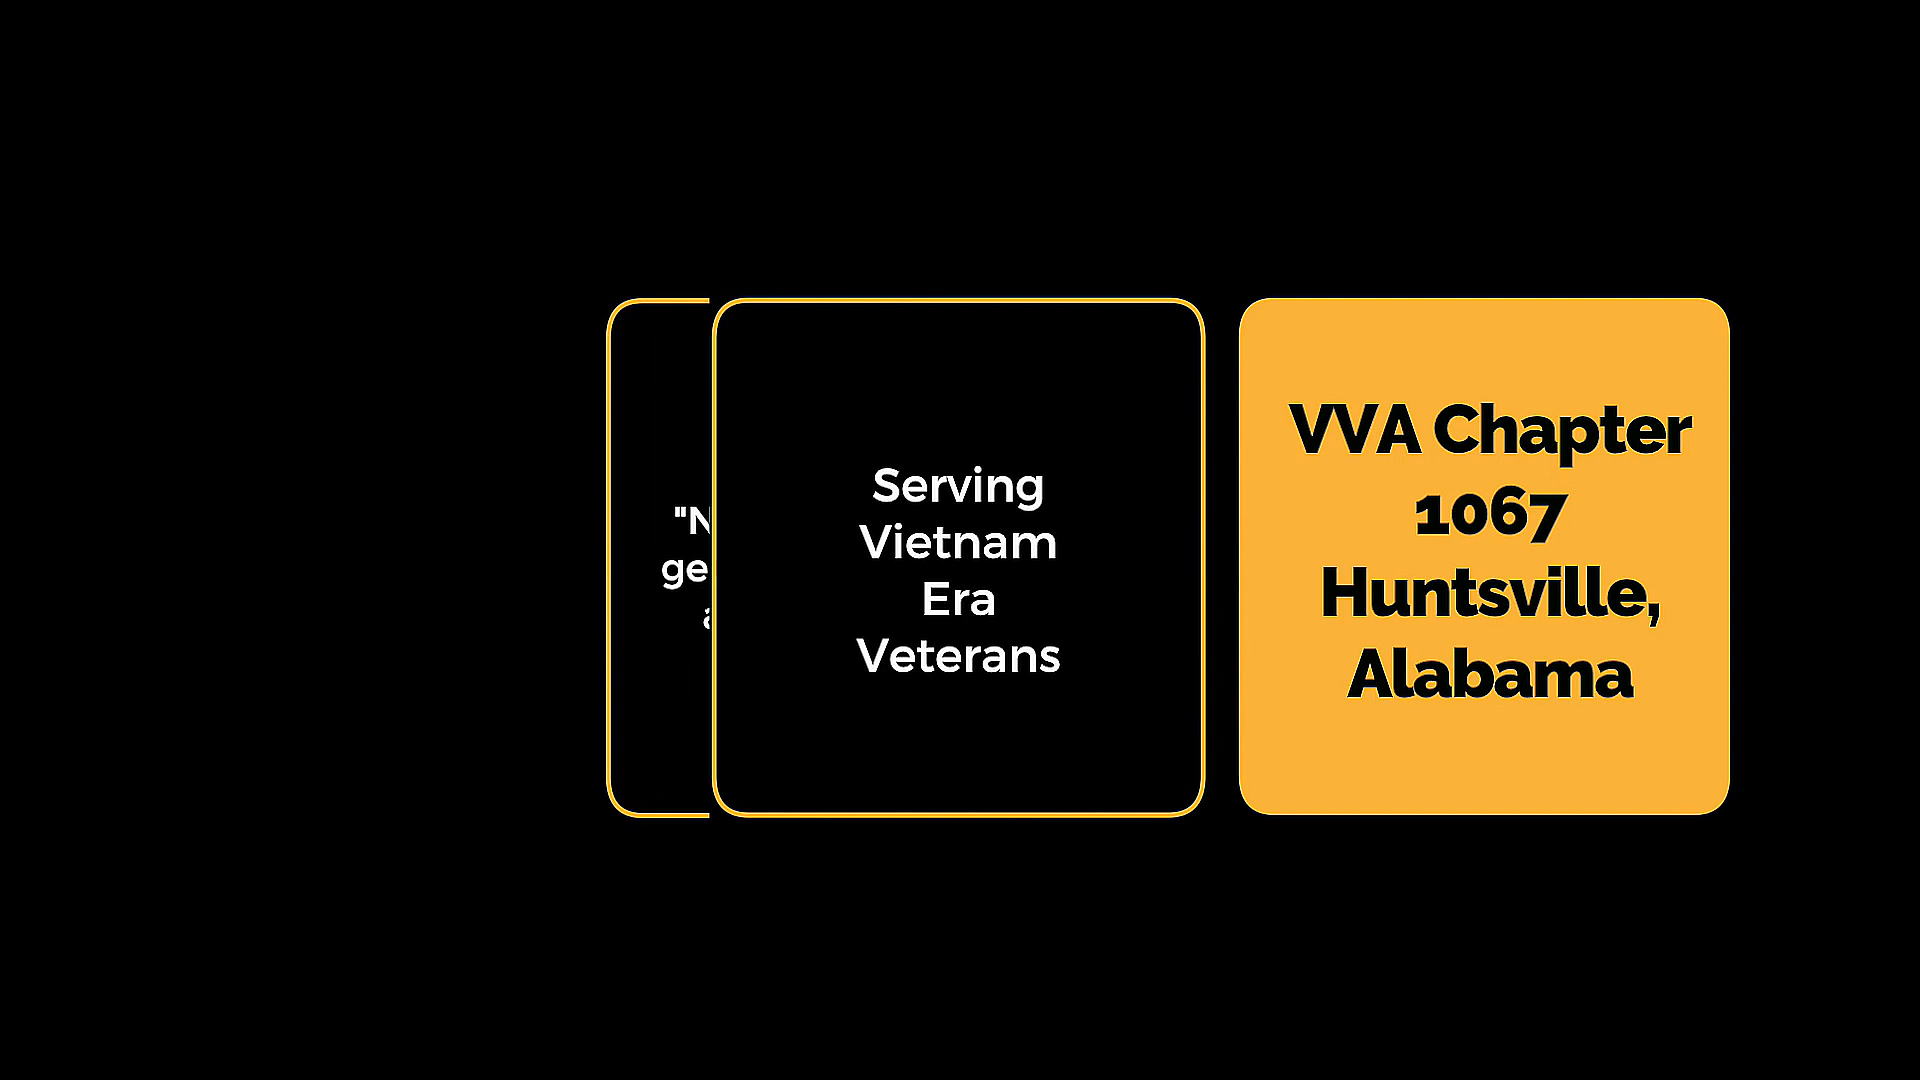 Serving
Vietnam
Era
Veterans
VVA Chapter
1067
Huntsville,
Alabama